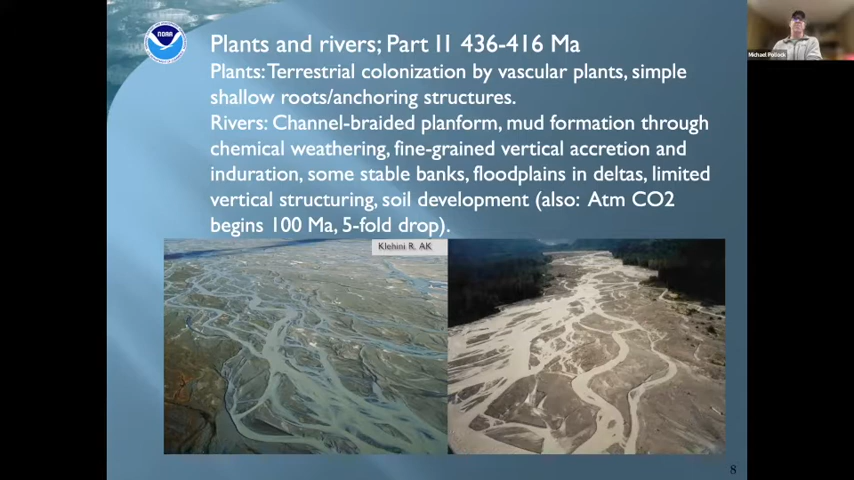 NOAA
Plants and rivers; Part II 436-416 Ma
Plants: Terrestrial colonization by vascular plants, simple
shallow roots/anchoring structures.
Rivers: Channel-braided planform, mud formation through
chemical weathering, fine-grained vertical accretion and
induration, some stable banks, floodplains in deltas, limited
vertical structuring, soil development (also: Atm CO2
begins 100 Ma, 5-fold drop).
Klehini R. AK
8
Michael Pollock